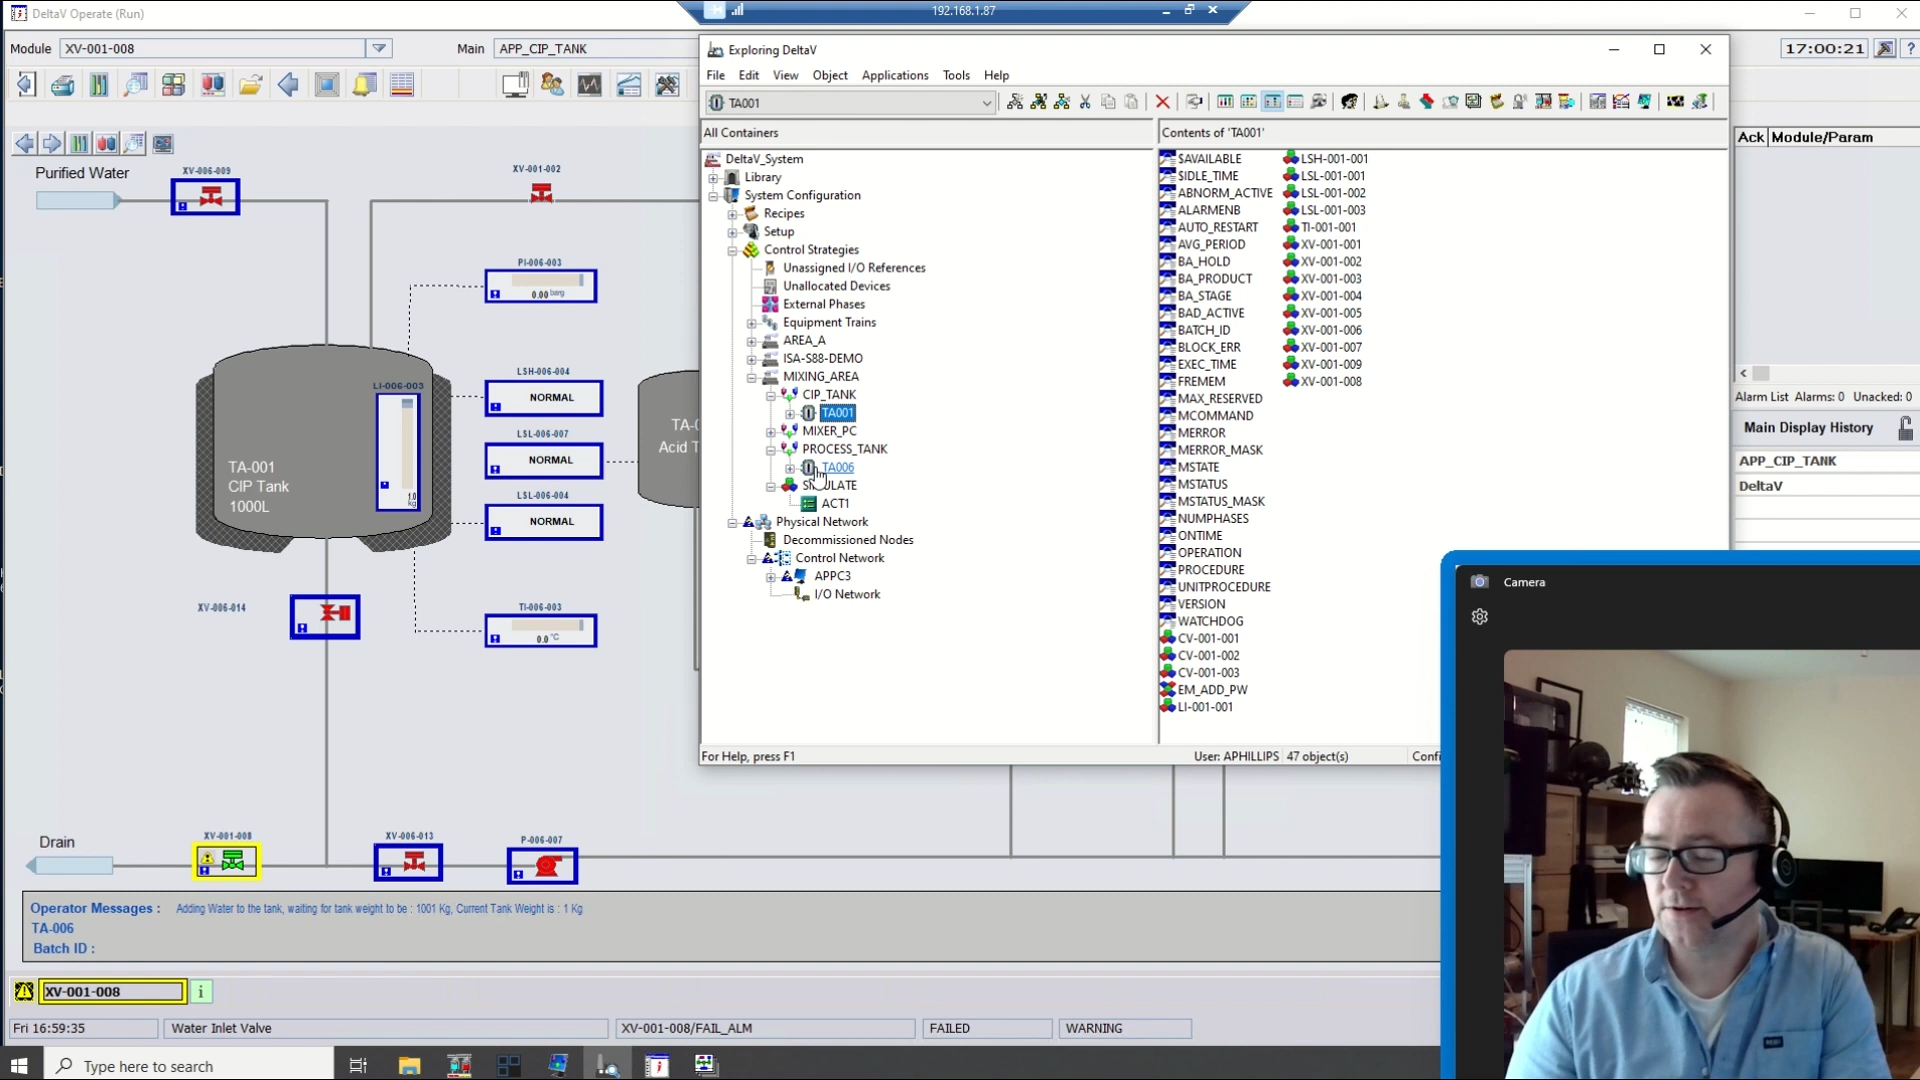 DeltaV Operate (Run)
192.168.1.87
Module
XV-001-008
Main
APP_CIP_TANK
17:00:21
?
Exploring DeltaV
File Edit View Object Applications Tools Help
TA001
All Containers
Contents of 'TA001'
DeltaV_System
Library
System Configuration
Recipes
Setup
Control Strategies
Unassigned I/O References
Unallocated Devices
External Phases
Equipment Trains
AREA_A
ISA-S88-DEMO
MIXING_AREA
CIP_TANK
TA001
MIXER_PC
PROCESS_TANK
TA006
ACT1
Physical Network
Decommissioned Nodes
Control Network
APPC3
I/O Network
$AVAILABLE
$IDLE_TIME
ABNORM_ACTIVE
ALARMENB
AUTO_RESTART
AVG_PERIOD
BA_HOLD
BA_PRODUCT
BA_STAGE
BAD_ACTIVE
BATCH_ID
BLOCK_ERR
EXEC_TIME
FREMEM
MAX_RESERVED
MCOMMAND
MERROR
MERROR_MASK
MSTATE
MSTATUS
MSTATUS_MASK
NUMPHASES
ONTIME
OPERATION
PROCEDURE
UNITPROCEDURE
VERSION
WATCHDOG
CV-001-001
CV-001-002
CV-001-003
EM_ADD_PW
LI-001-001
LSH-001-001
LSL-001-001
LSL-001-002
LSL-001-003
TI-001-001
XV-001-001
XV-001-002
XV-001-003
XV-001-004
XV-001-005
XV-001-006
XV-001-007
XV-001-009
XV-001-008
For Help, press F1
User: APHILLIPS
47 object(s)
Confi
Ack
Module/Param
Alarm List Alarms: 0 Unacked: 0
Main Display History
APP_CIP_TANK
DeltaV
Camera
Purified Water
XV-006-009
XV-001-002
PI-006-003
0.00 barg
LSH-006-004
NORMAL
LSL-006-007
NORMAL
LSL-006-004
NORMAL
LI-006-003
1.0
kg
TA-001
CIP Tank
1000L
TA-0
Acid T
XV-006-014
TI-006-003
0.0 °C
Drain
XV-001-008
XV-006-013
P-006-007
Operator Messages : Adding Water to the tank, waiting for tank weight to be : 1001 Kg, Current Tank Weight is : 1 Kg
TA-006
Batch ID :
XV-001-008
i
Fri 16:59:35
Water Inlet Valve
XV-001-008/FAIL_ALM
FAILED
WARNING
Type here to search